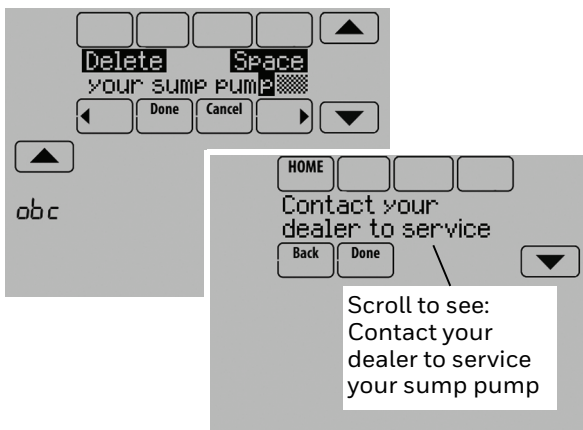 Delete Space
your sump pump
Done Cancel
abc
HOME
Contact your
dealer to service
Back Done
Scroll to see:
Contact your
dealer to service
your sump pump